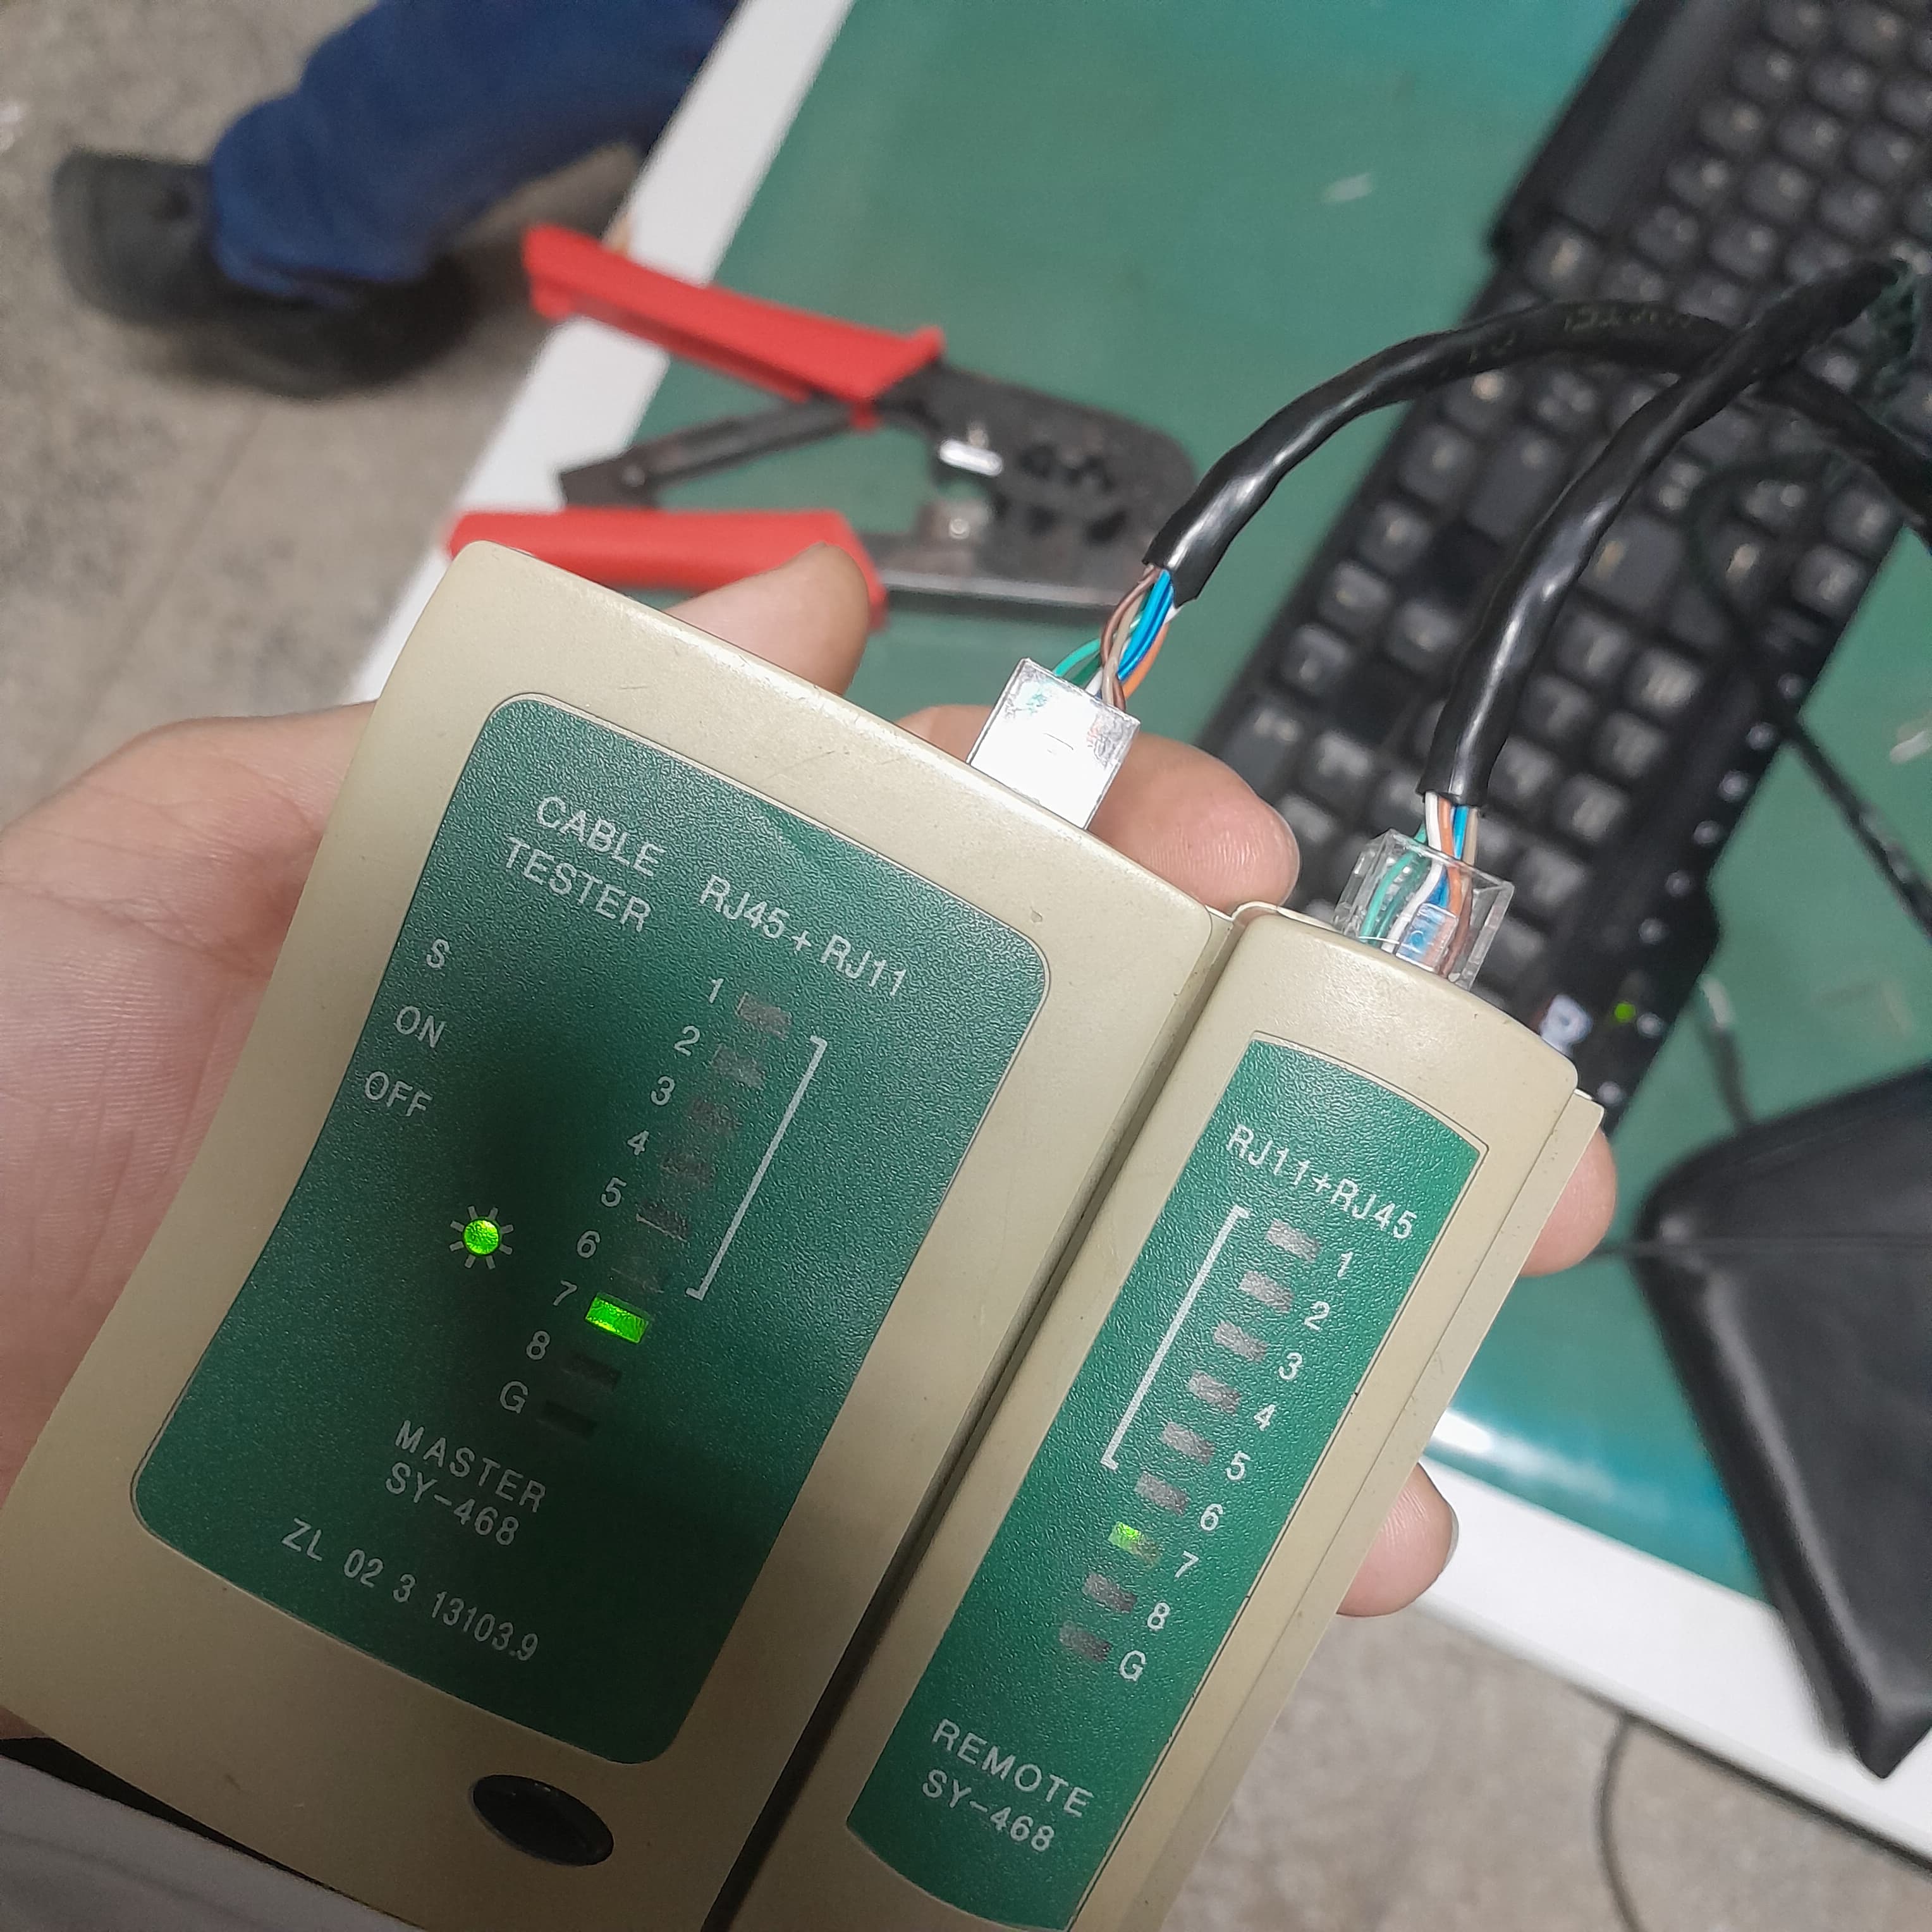 CABLE
TESTER
RJ45+RJ11
S
ON
OFF
1
2
3
4
5
6
7
8
G
MASTER
SY-468
ZL 02 3 13103.9
RJ11+RJ45
1
2
3
4
5
6
7
8
G
REMOTE
SY-468